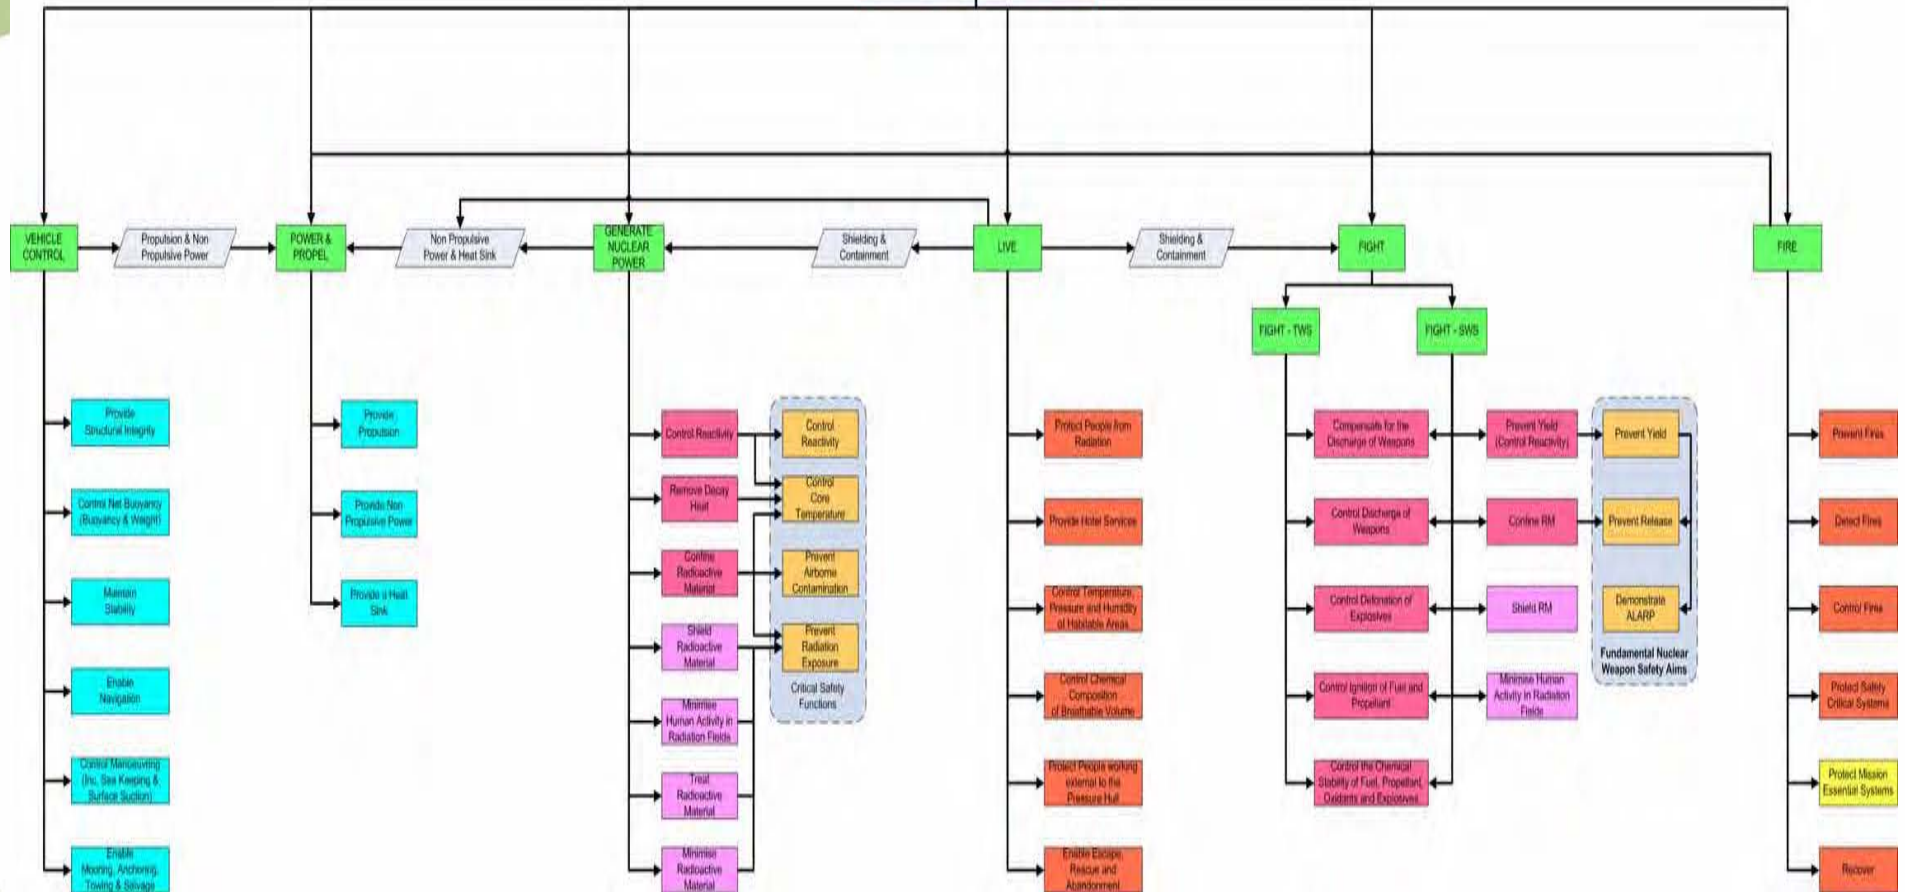 VEHICLE
CONTROL
Propulsion & Non
Propulsive Power
POWER &
PROPEL
Non Propulsive
Power & Heat Sink
GENERATE
NUCLEAR
POWER
Shielding &
Containment
LIVE
Shielding &
Containment
FIGHT
FIRE
FIGHT - TWS
FIGHT - SWS
Provide
Structural Integrity
Control Net Buoyancy
(Buoyancy & Weight)
Maintain
Stability
Enable
Navigation
Control Manoeuvring
(Inc. Sea Keeping &
Surface Suction)
Enable
Mooring, Anchoring,
Towing & Salvage
Provide
Propulsion
Provide Non
Propulsive Power
Provide a Heat
Sink
Control Reactivity
Remove Decay
Heat
Confine
Radioactive
Material
Shield
Radioactive
Material
Minimise
Human Activity in
Radiation Fields
Treat
Radioactive
Material
Minimise
Radioactive
Material
Control
Reactivity
Control
Core
Temperature
Prevent
Airborne
Contamination
Prevent
Radiation
Exposure
Critical Safety
Functions
Protect People from
Radiation
Provide Hotel Services
Control Temperature,
Pressure and Humidity
of Habitable Areas
Control Chemical
Composition
of Breathable Volume
Protect People working
external to the
Pressure Hull
Enable Escape,
Rescue and
Abandonment
Compensate for the
Discharge of Weapons
Control Discharge of
Weapons
Control Detonation of
Explosives
Control Ignition of Fuel and
Propellant
Control the Chemical
Stability of Fuel, Propellant,
Oxidants and Explosives
Prevent Yield
(Control Reactivity)
Confine RM
Shield RM
Minimise Human
Activity in Radiation
Fields
Prevent Yield
Prevent Release
Demonstrate
ALARP
Fundamental Nuclear
Weapon Safety Aims
Prevent Fires
Detect Fires
Control Fires
Protect Safety
Critical Systems
Protect Mission
Essential Systems
Recover